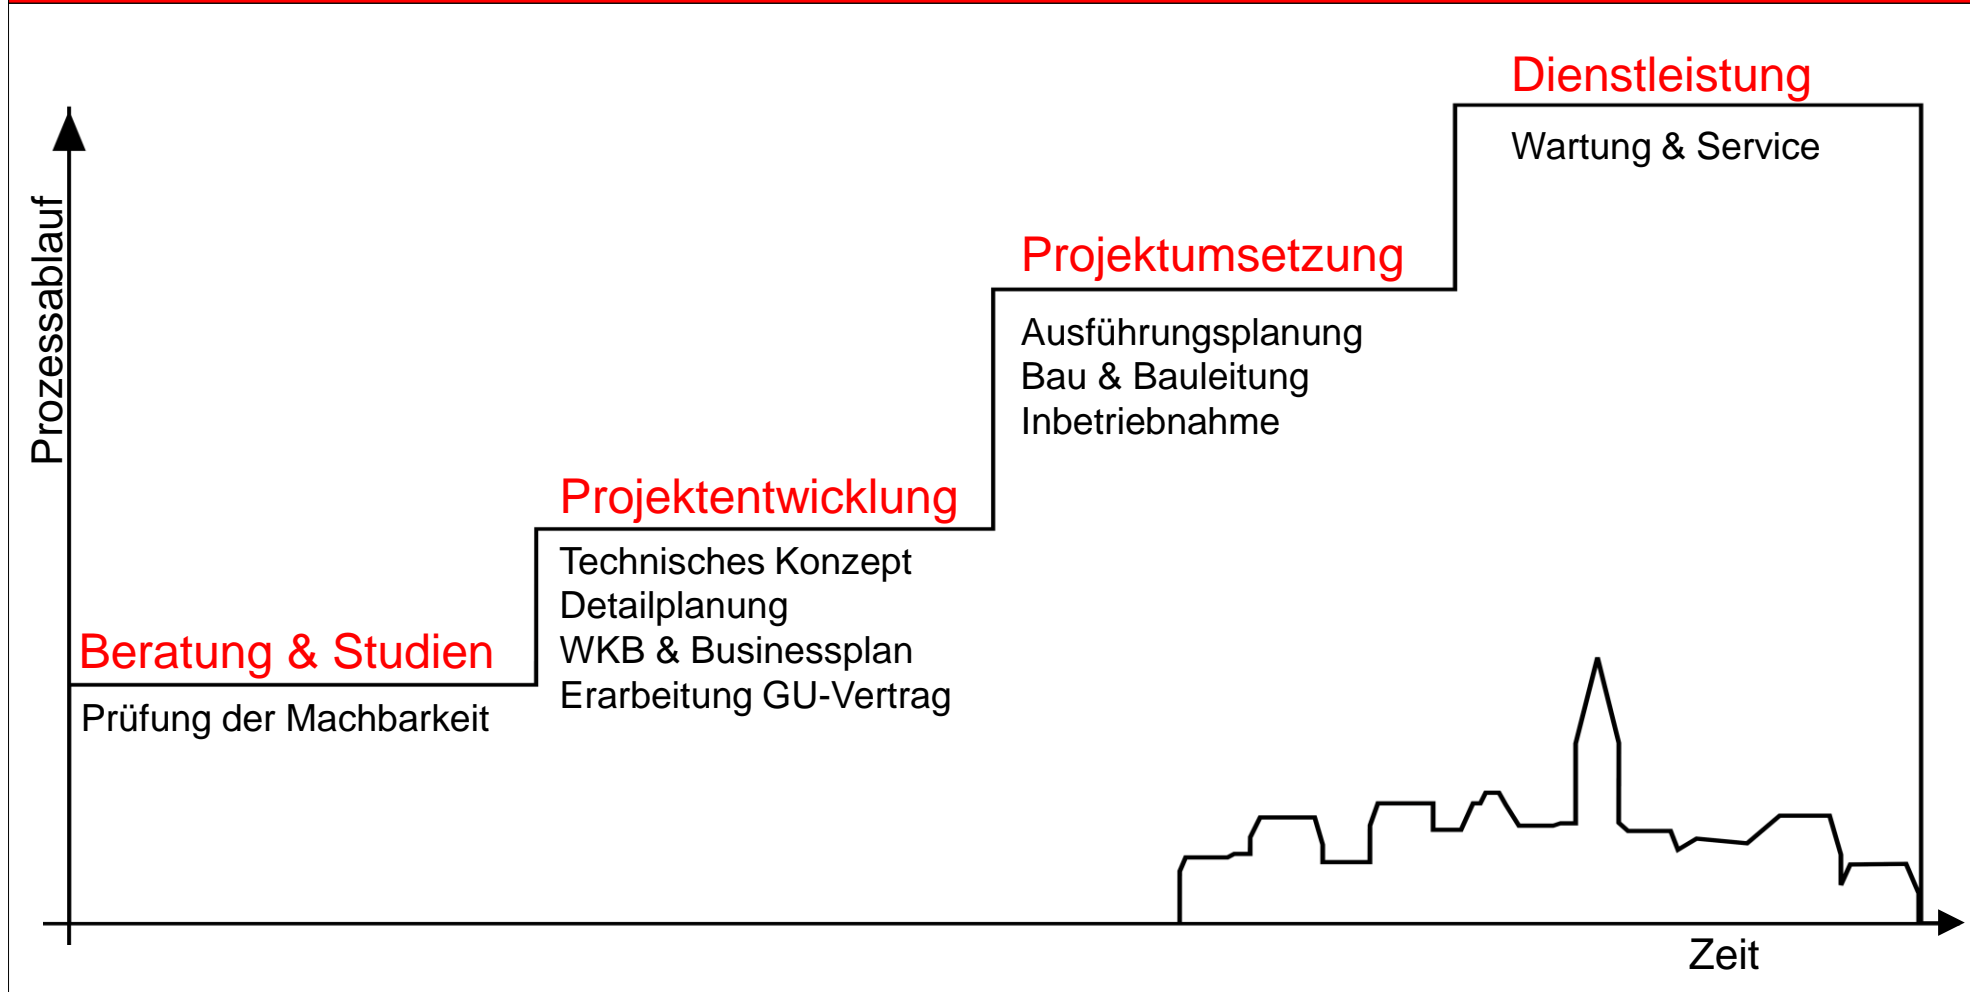 Prozessablauf
Beratung & Studien
Prüfung der Machbarkeit
Projektentwicklung
Technisches Konzept
Detailplanung
WKB & Businessplan
Erarbeitung GU-Vertrag
Projektumsetzung
Ausführungsplanung
Bau & Bauleitung
Inbetriebnahme
Dienstleistung
Wartung & Service
Zeit